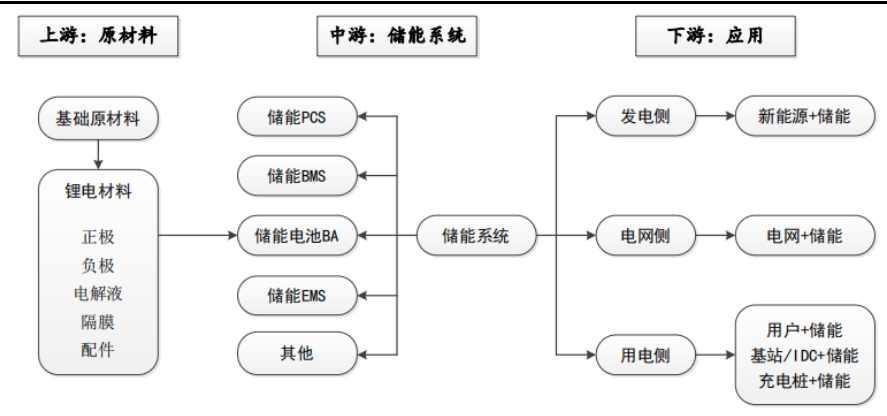 上游：原材料
中游：储能系统
下游：应用
基础原材料
锂电材料
正极
负极
电解液
隔膜
配件
储能PCS
储能BMS
储能电池BA
储能EMS
其他
储能系统
发电侧
电网侧
用电侧
新能源+储能
电网+储能
用户+储能
基站/IDC+储能
充电桩+储能